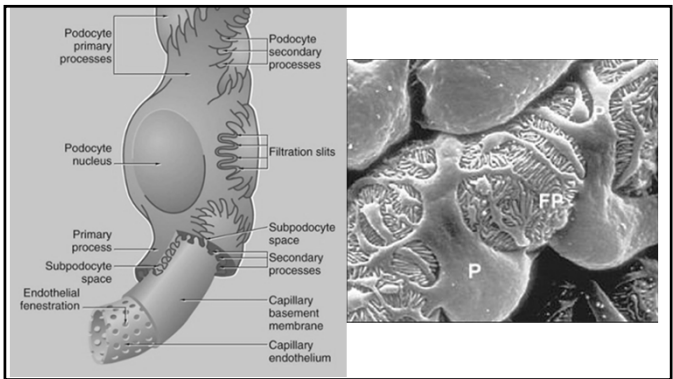 Podocyte
primary
processes
Podocyte
secondary
processes
Podocyte
nucleus
Filtration slits
Primary
process
Subpodocyte
space
Subpodocyte
space
Secondary
processes
Endothelial
fenestration
Capillary
basement
membrane
Capillary
endothelium
P
FP
P